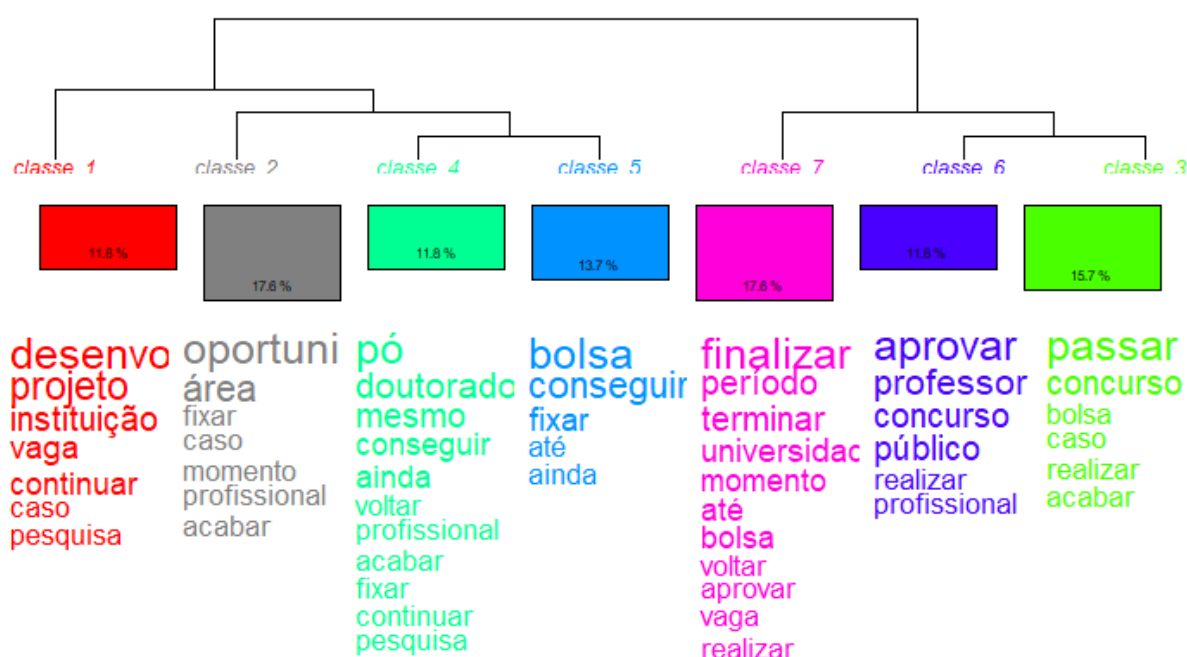 classe 1
classe 2
classe 4
classe 5
classe 7
classe 6
classe 3
11.8 %
17.6 %
11.8 %
13.7 %
17.6 %
11.8 %
15.7 %
desenvo
projeto
instituição
vaga
continuar
caso
pesquisa
oportuni
área
fixar
caso
momento
profissional
acabar
pó
doutorado
mesmo
conseguir
ainda
voltar
profissional
acabar
fixar
continuar
pesquisa
bolsa
conseguir
fixar
até
ainda
finalizar
período
terminar
universidad
momento
até
bolsa
voltar
aprovar
vaga
realizar
aprovar
professor
concurso
público
realizar
profissional
passar
concurso
bolsa
caso
realizar
acabar